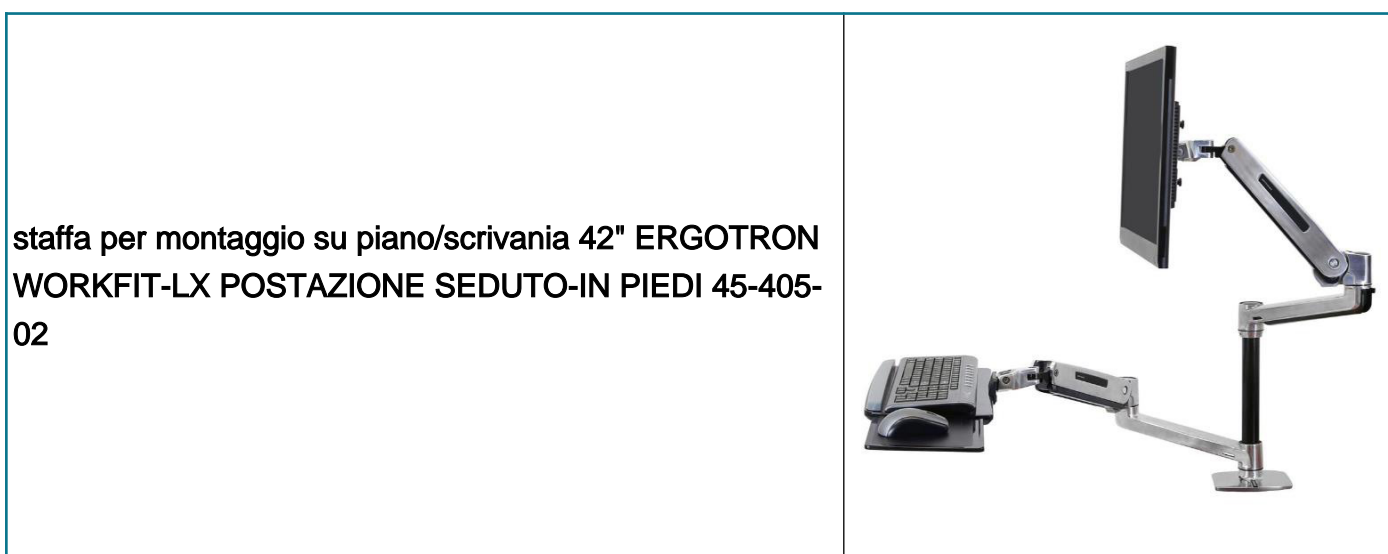 staffa per montaggio su piano/scrivania 42" ERGOTRON
WORKFIT-LX POSTAZIONE SEDUTO-IN PIEDI 45-405-
02